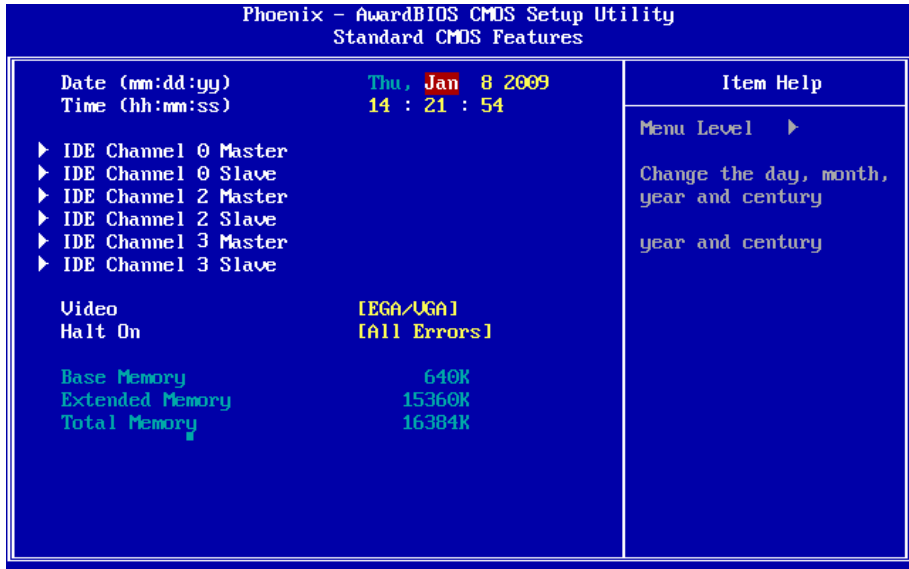 Phoenix - AwardBIOS CMOS Setup Utility
Standard CMOS Features
Date (mm:dd:yy) Thu, Jan 8 2009
Time (hh:mm:ss) 14 : 21 : 54
IDE Channel 0 Master
IDE Channel 0 Slave
IDE Channel 2 Master
IDE Channel 2 Slave
IDE Channel 3 Master
IDE Channel 3 Slave
Video [EGA/VGA]
Halt On [All Errors]
Base Memory 640K
Extended Memory 15360K
Total Memory 16384K
Item Help
Menu Level
Change the day, month,
year and century
year and century